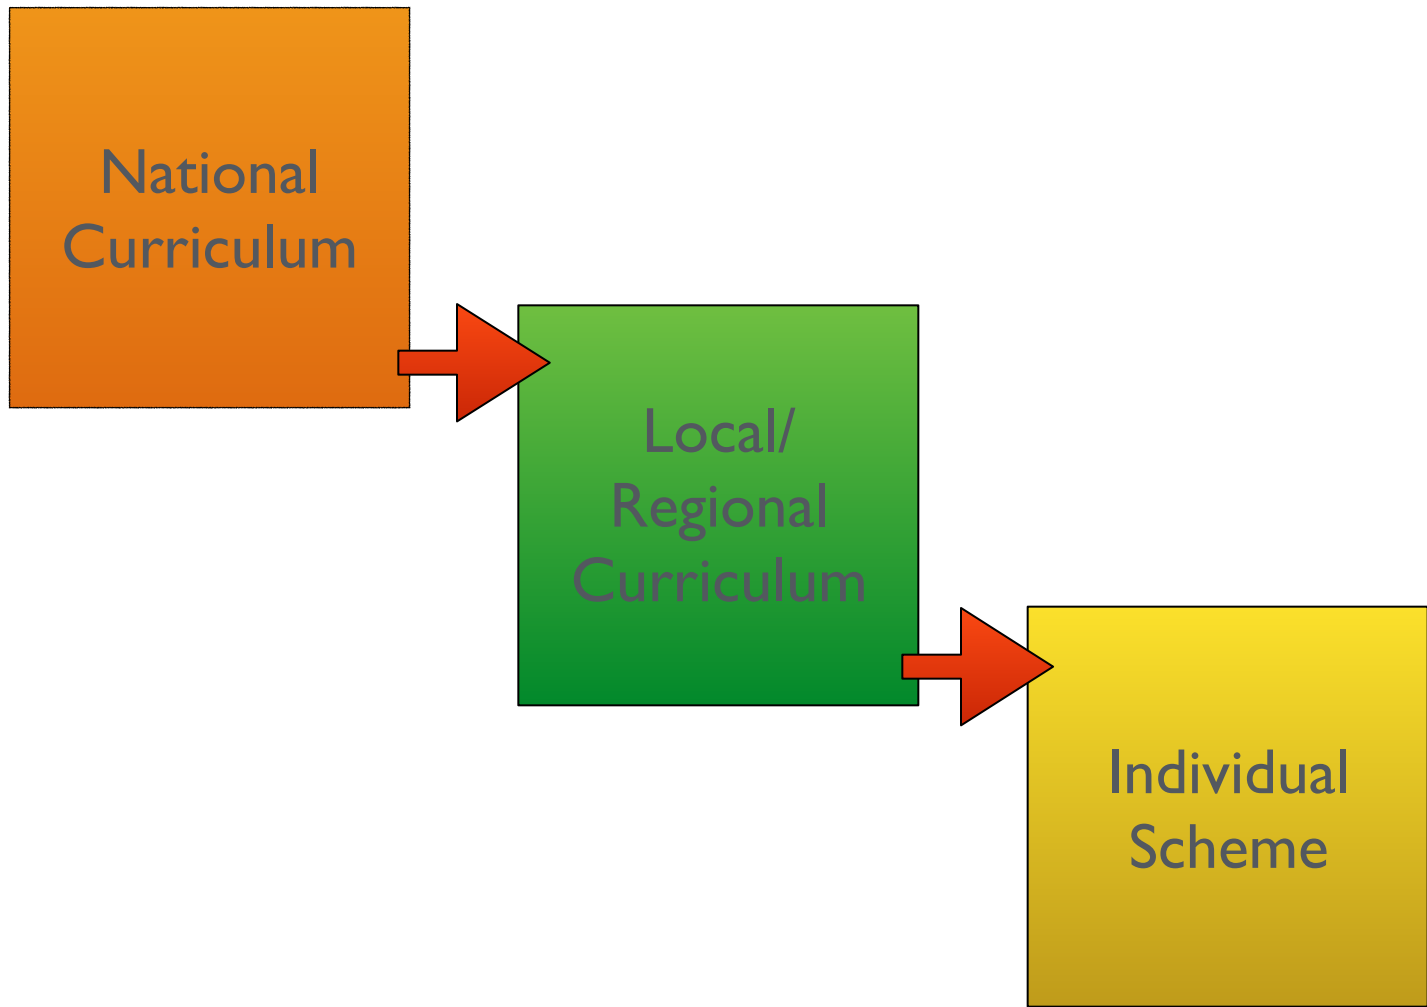 National
Curriculum
Local/
Regional
Curriculum
Individual
Scheme